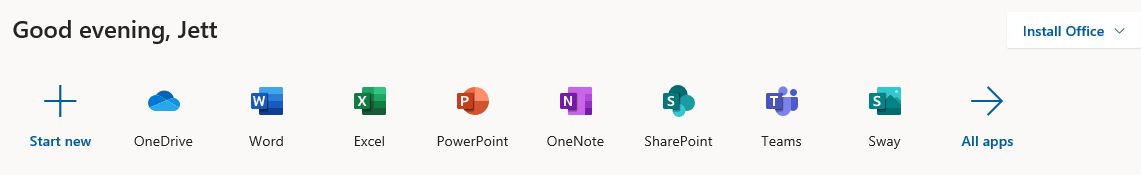 Good evening, Jett
Install Office
Start new
OneDrive
Word
Excel
PowerPoint
OneNote
SharePoint
Teams
Sway
All apps